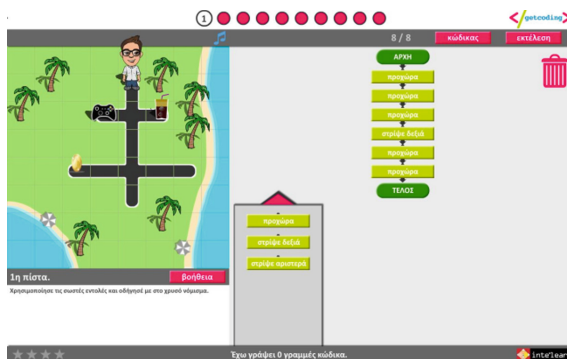 1
getcoding
8 / 8
κώδικας
εκτέλεση
ΑΡΧΗ
προχώρα
προχώρα
προχώρα
στρίψε δεξιά
προχώρα
προχώρα
ΤΕΛΟΣ
προχώρα
στρίψε δεξιά
στρίψε αριστερά
1η πίστα.
βοήθεια
Χρησιμοποίησε τις σωστές εντολές και οδήγησέ με στο χρυσό νόμισμα.
Έχω γράψει 0 γραμμές κώδικα.
inte*lear